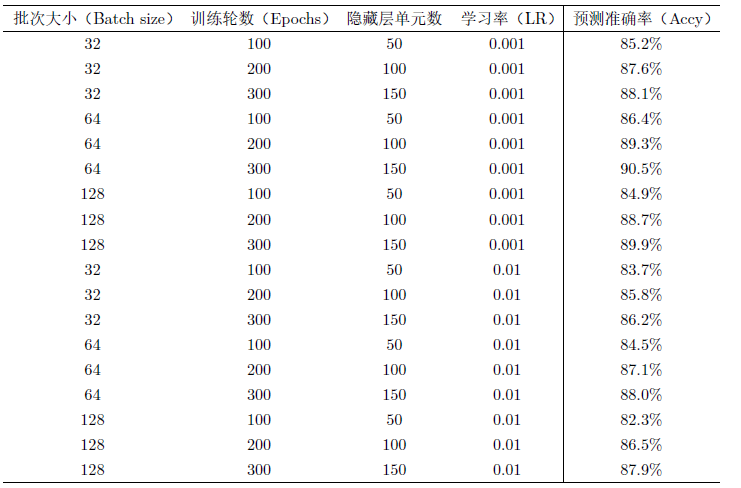 批次大小（Batch size） 训练轮数（Epochs） 隐藏层单元数 学习率（LR） 预测准确率（Accy）
32 100 50 0.001 85.2%
32 200 100 0.001 87.6%
32 300 150 0.001 88.1%
64 100 50 0.001 86.4%
64 200 100 0.001 89.3%
64 300 150 0.001 90.5%
128 100 50 0.001 84.9%
128 200 100 0.001 88.7%
128 300 150 0.001 89.9%
32 100 50 0.01 83.7%
32 200 100 0.01 85.8%
32 300 150 0.01 86.2%
64 100 50 0.01 84.5%
64 200 100 0.01 87.1%
64 300 150 0.01 88.0%
128 100 50 0.01 82.3%
128 200 100 0.01 86.5%
128 300 150 0.01 87.9%